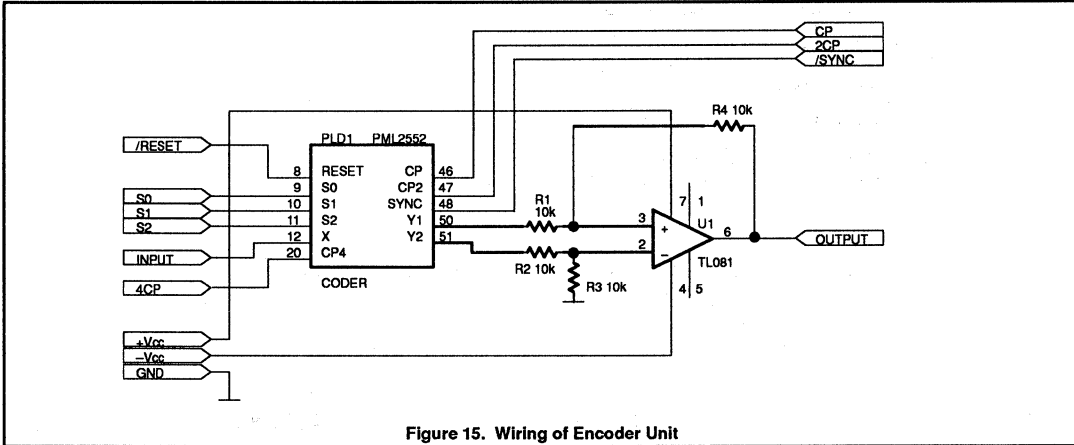 CP
2CP
/SYNC
R4 10k
/RESET
PLD1 PML2552
8 RESET CP 46
9 S0 CP2 47
10 S1 SYNC 48
11 S2 Y1 50
12 X Y2 51
20 CP4
CODER
S0
S1
S2
INPUT
4CP
R1
10k
R2 10k
R3 10k
3 +
2 −
7 1
U1
6
TL081
4 5
OUTPUT
+Vcc
−Vcc
GND
Figure 15. Wiring of Encoder Unit